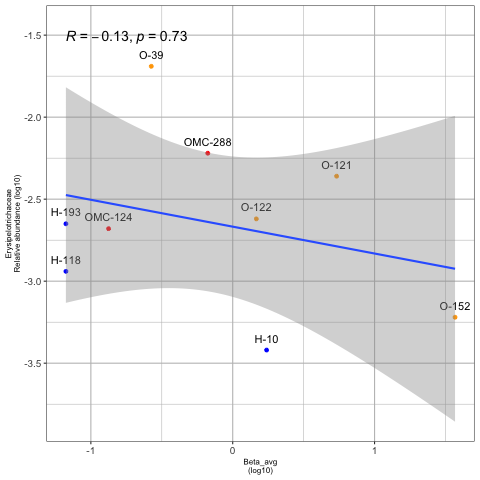 R = −0.13, p = 0.73
O-39
OMC-288
O-121
O-122
H-193
OMC-124
H-118
O-152
H-10
-1.5
-2.0
-2.5
-3.0
-3.5
-1
0
1
Erysipelotrichaceae
Relative abundance (log10)
Beta_avg
(log10)